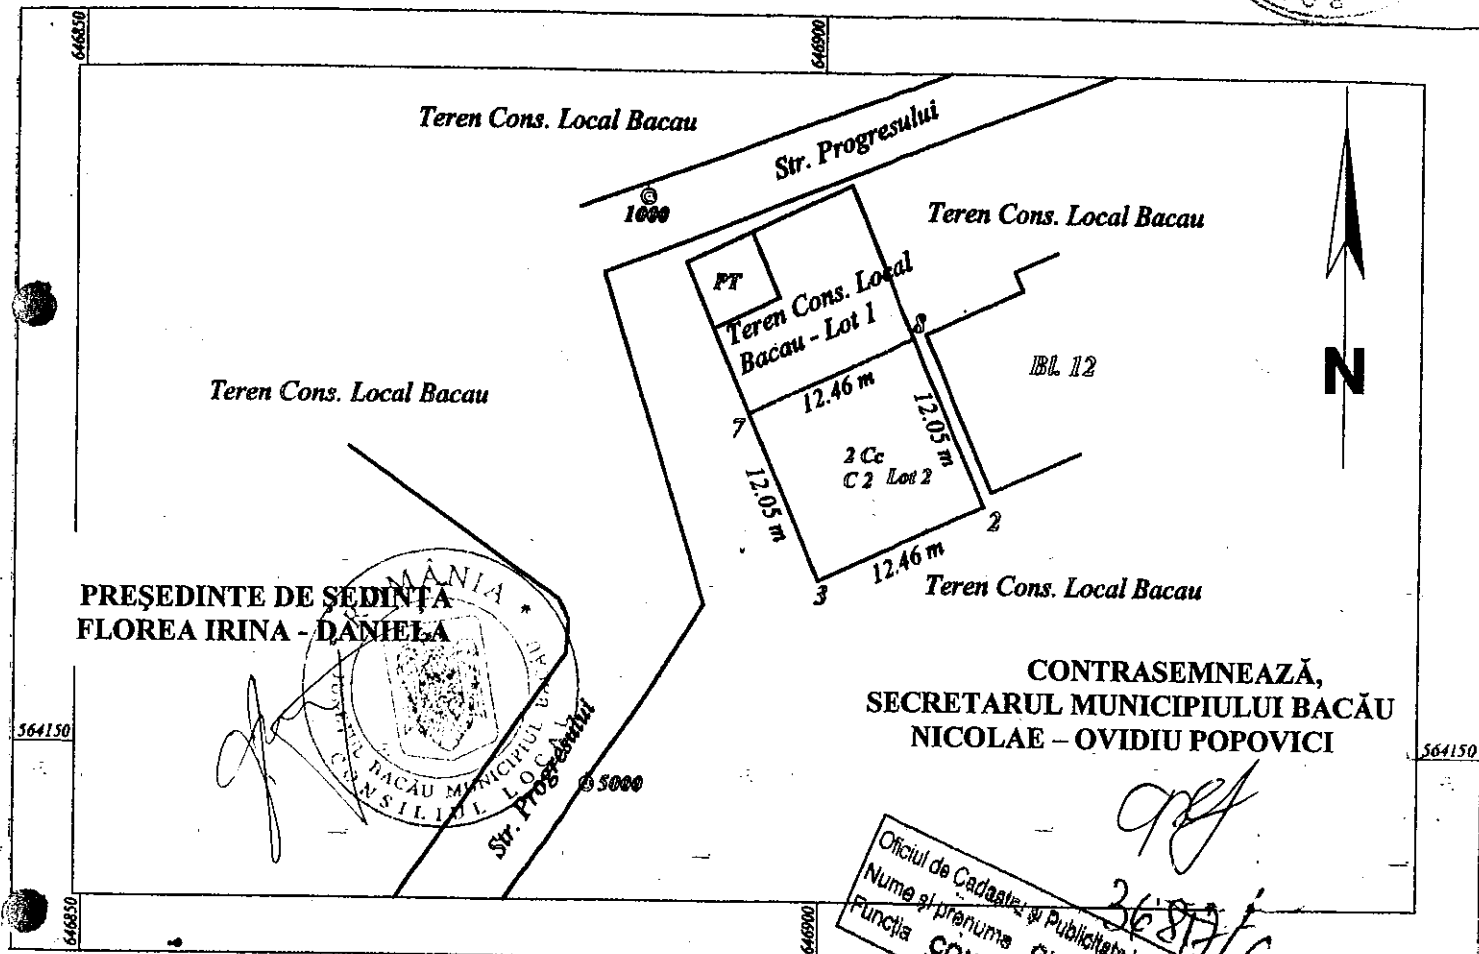 646850
646900
Teren Cons. Local Bacau
Str. Progresului
1000
Teren Cons. Local Bacau
PT
Teren Cons. Local
Bacau - Lot 1
8
Bl. 12
N
Teren Cons. Local Bacau
12.46 m
7
12.05 m
2 Cc
C 2 Lot 2
12.05 m
2
12.46 m
3
Teren Cons. Local Bacau
PREŞEDINTE DE ŞEDINŢA
FLOREA IRINA - DANIELA
ROMÂNIA *
BACĂU MUNICIPIUL BACĂU
CONSILIUL LOCAL
CONTRASEMNEAZĂ,
SECRETARUL MUNICIPIULUI BACĂU
NICOLAE – OVIDIU POPOVICI
564150
564150
5000
Str. Progresului
Oficiul de Cadastru şi Publicitate
Nume şi prenume
Funcţia
646850
646900